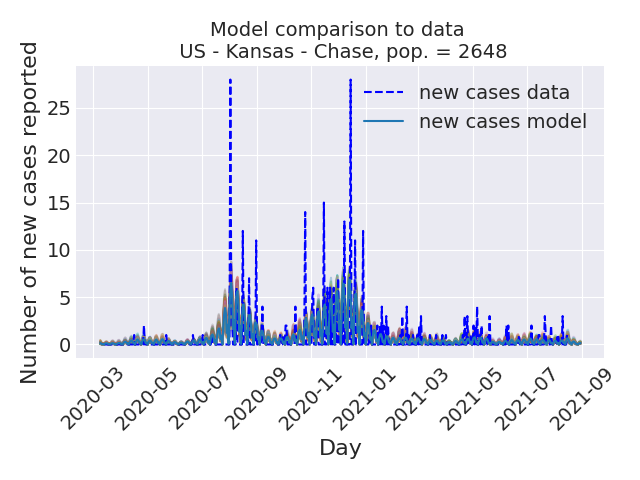 Model comparison to data
US - Kansas - Chase, pop. = 2648
Number of new cases reported
25
20
15
10
5
0
new cases data
new cases model
2020-03
2020-05
2020-07
2020-09
2020-11
2021-01
2021-03
2021-05
2021-07
2021-09
Day